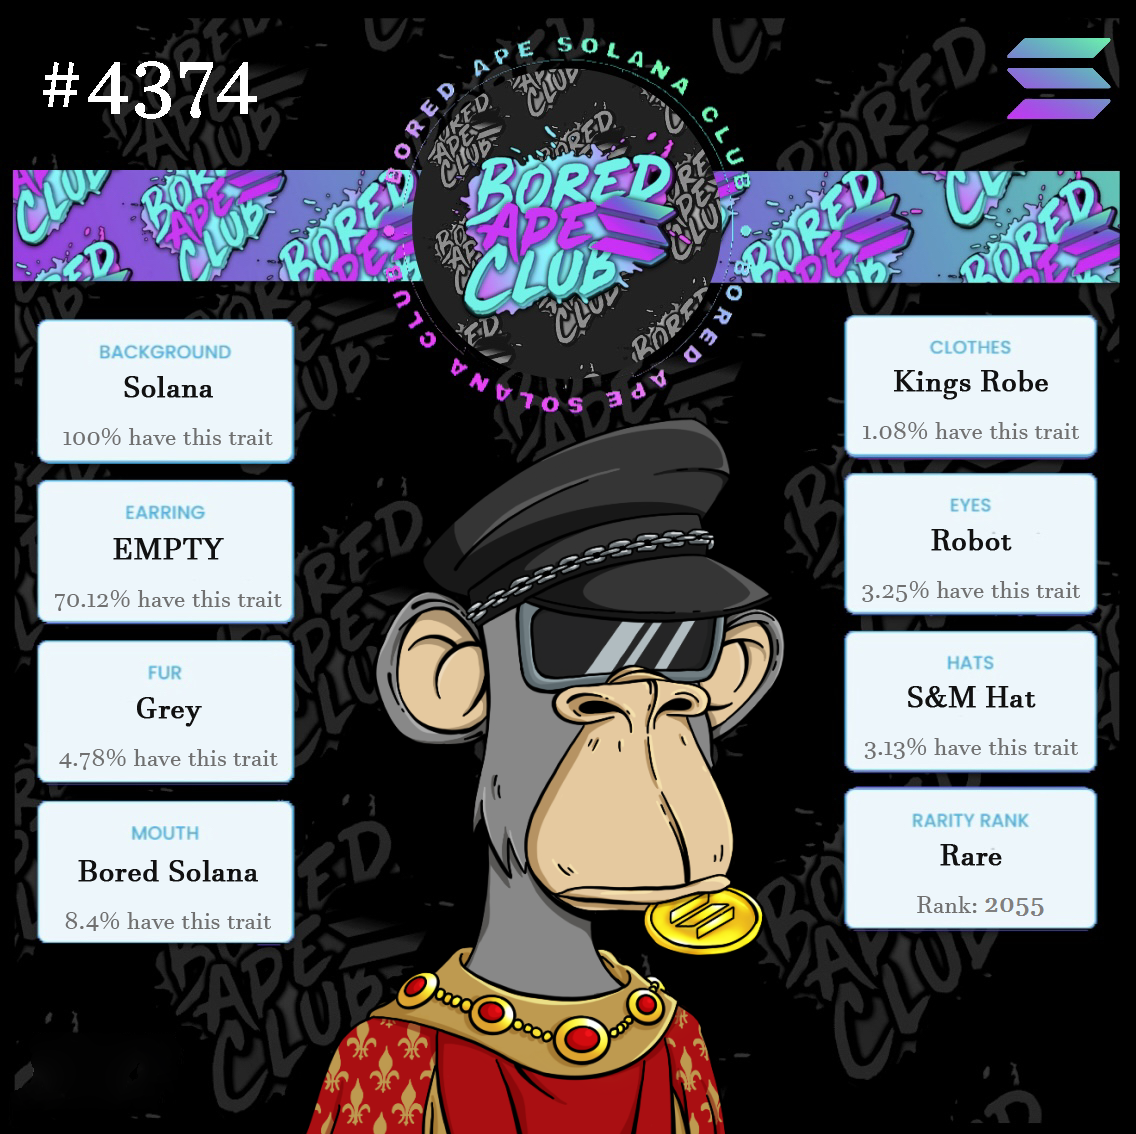 #4374
BORED APE SOLANA CLUB
BORED APE SOLANA CLUB
BORED
APE
CLUB
BACKGROUND
Solana
100% have this trait
EARRING
EMPTY
70.12% have this trait
FUR
Grey
4.78% have this trait
MOUTH
Bored Solana
8.4% have this trait
CLOTHES
Kings Robe
1.08% have this trait
EYES
Robot
3.25% have this trait
HATS
S&M Hat
3.13% have this trait
RARITY RANK
Rare
Rank: 2055